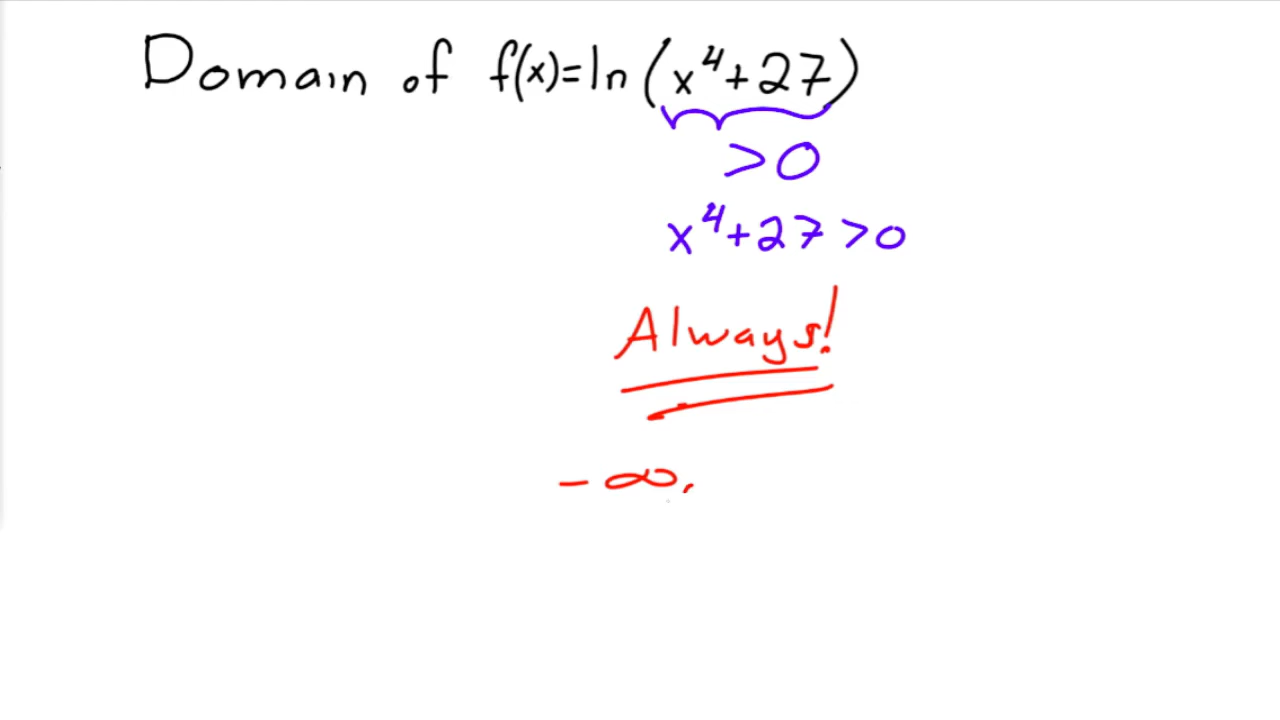 Domain of f(x)=ln(x⁴+27)
>0
x⁴+27>0
Always!
-∞,